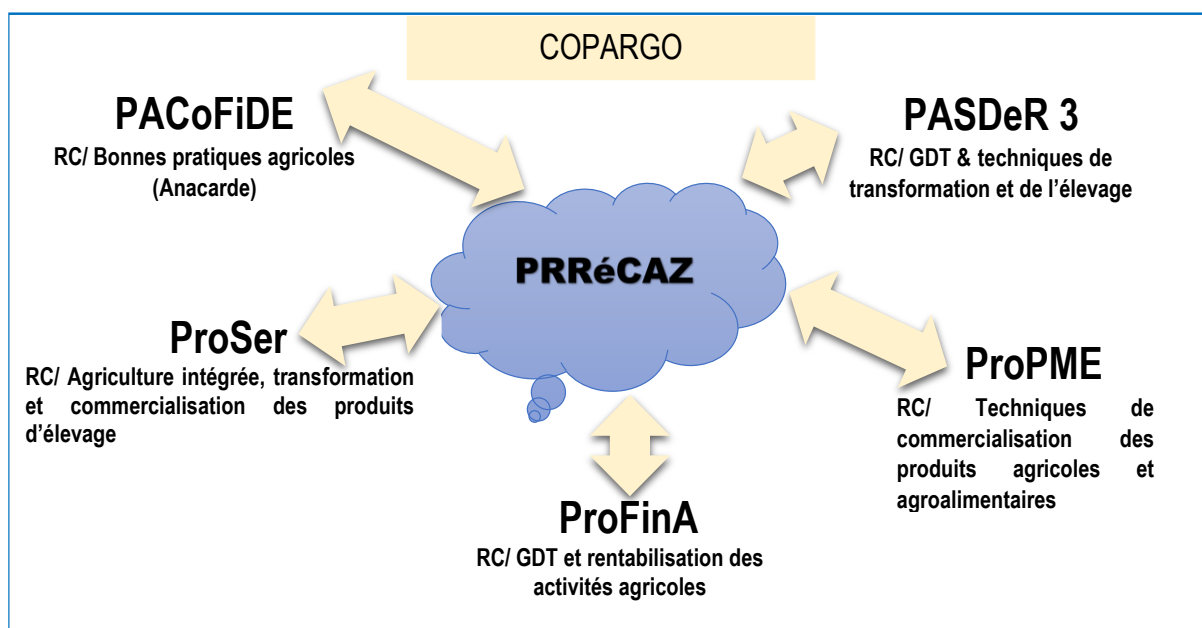 COPARGO
PACoFiDE
RC/ Bonnes pratiques agricoles
(Anacarde)
PASDeR 3
RC/ GDT & techniques de
transformation et de l’élevage
PRRéCAZ
ProSer
RC/ Agriculture intégrée, transformation
et commercialisation des produits
d’élevage
ProPME
RC/ Techniques de
commercialisation des
produits agricoles et
agroalimentaires
ProFinA
RC/ GDT et rentabilisation des
activités agricoles